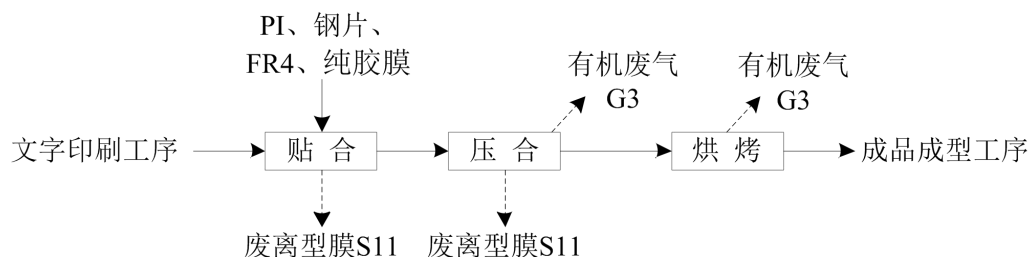 PI、钢片、
FR4、纯胶膜
有机废气
G3
有机废气
G3
文字印刷工序
贴 合
压 合
烘 烤
成品成型工序
废离型膜S11
废离型膜S11